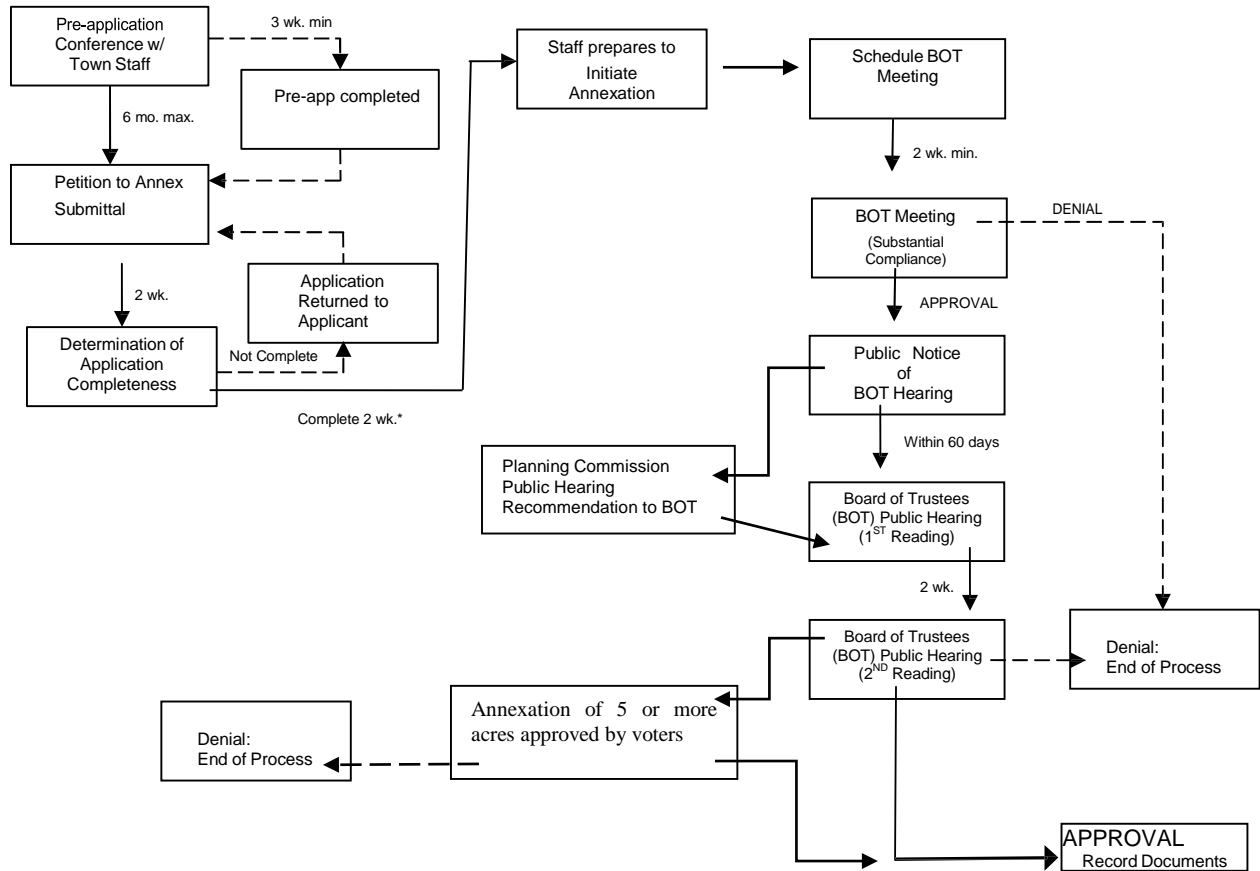 Pre-application
Conference w/
Town Staff
3 wk. min
Pre-app completed
6 mo. max.
Petition to Annex
Submittal
2 wk.
Application
Returned to
Applicant
Determination of
Application
Completeness
Not Complete
Complete 2 wk.*
Staff prepares to
Initiate
Annexation
Schedule BOT
Meeting
2 wk. min.
BOT Meeting
(Substantial
Compliance)
DENIAL
APPROVAL
Public Notice
of
BOT Hearing
Within 60 days
Planning Commission
Public Hearing
Recommendation to BOT
Board of Trustees
(BOT) Public Hearing
(1ST Reading)
2 wk.
Board of Trustees
(BOT) Public Hearing
(2ND Reading)
Denial:
End of Process
Annexation of 5 or more
acres approved by voters
Denial:
End of Process
APPROVAL
Record Documents